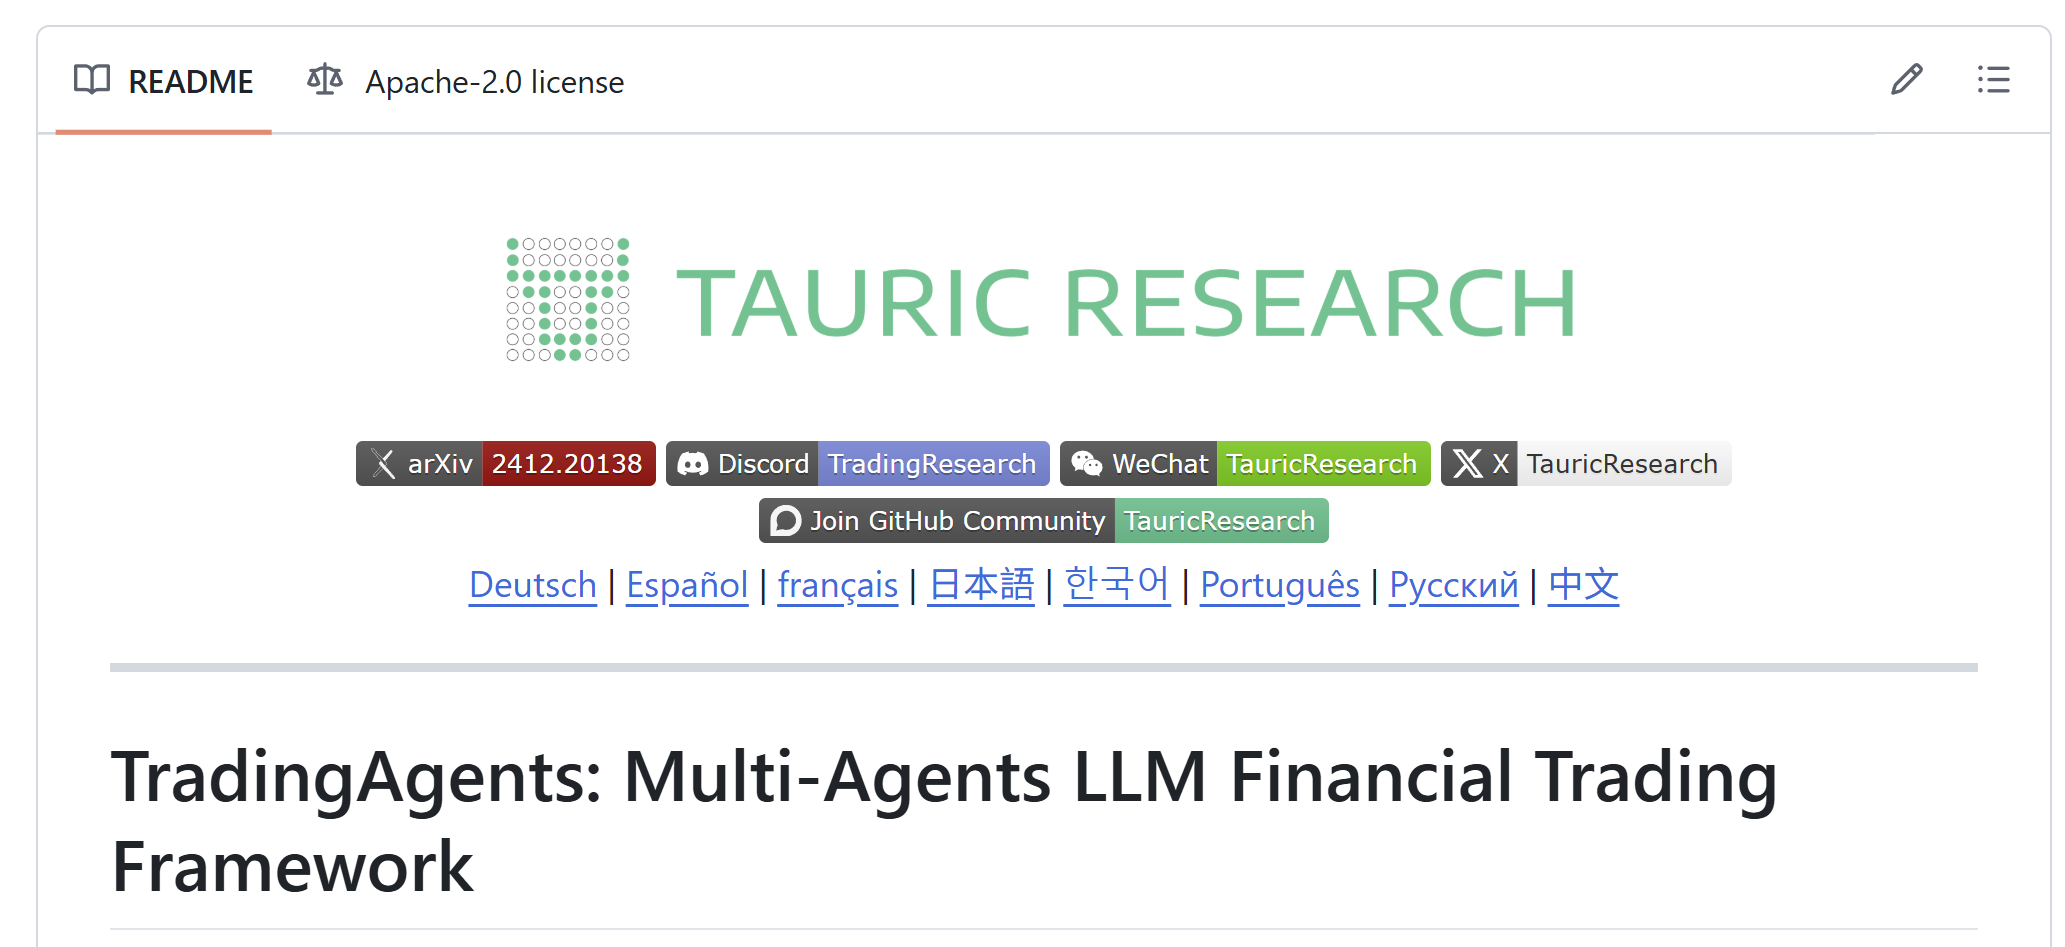 README Apache-2.0 license
TAURIC RESEARCH
arXiv 2412.20138 Discord TradingResearch WeChat TauricResearch X TauricResearch
Join GitHub Community TauricResearch
Deutsch | Español | français | 日本語 | 한국어 | Português | Русский | 中文
TradingAgents: Multi-Agents LLM Financial Trading
Framework